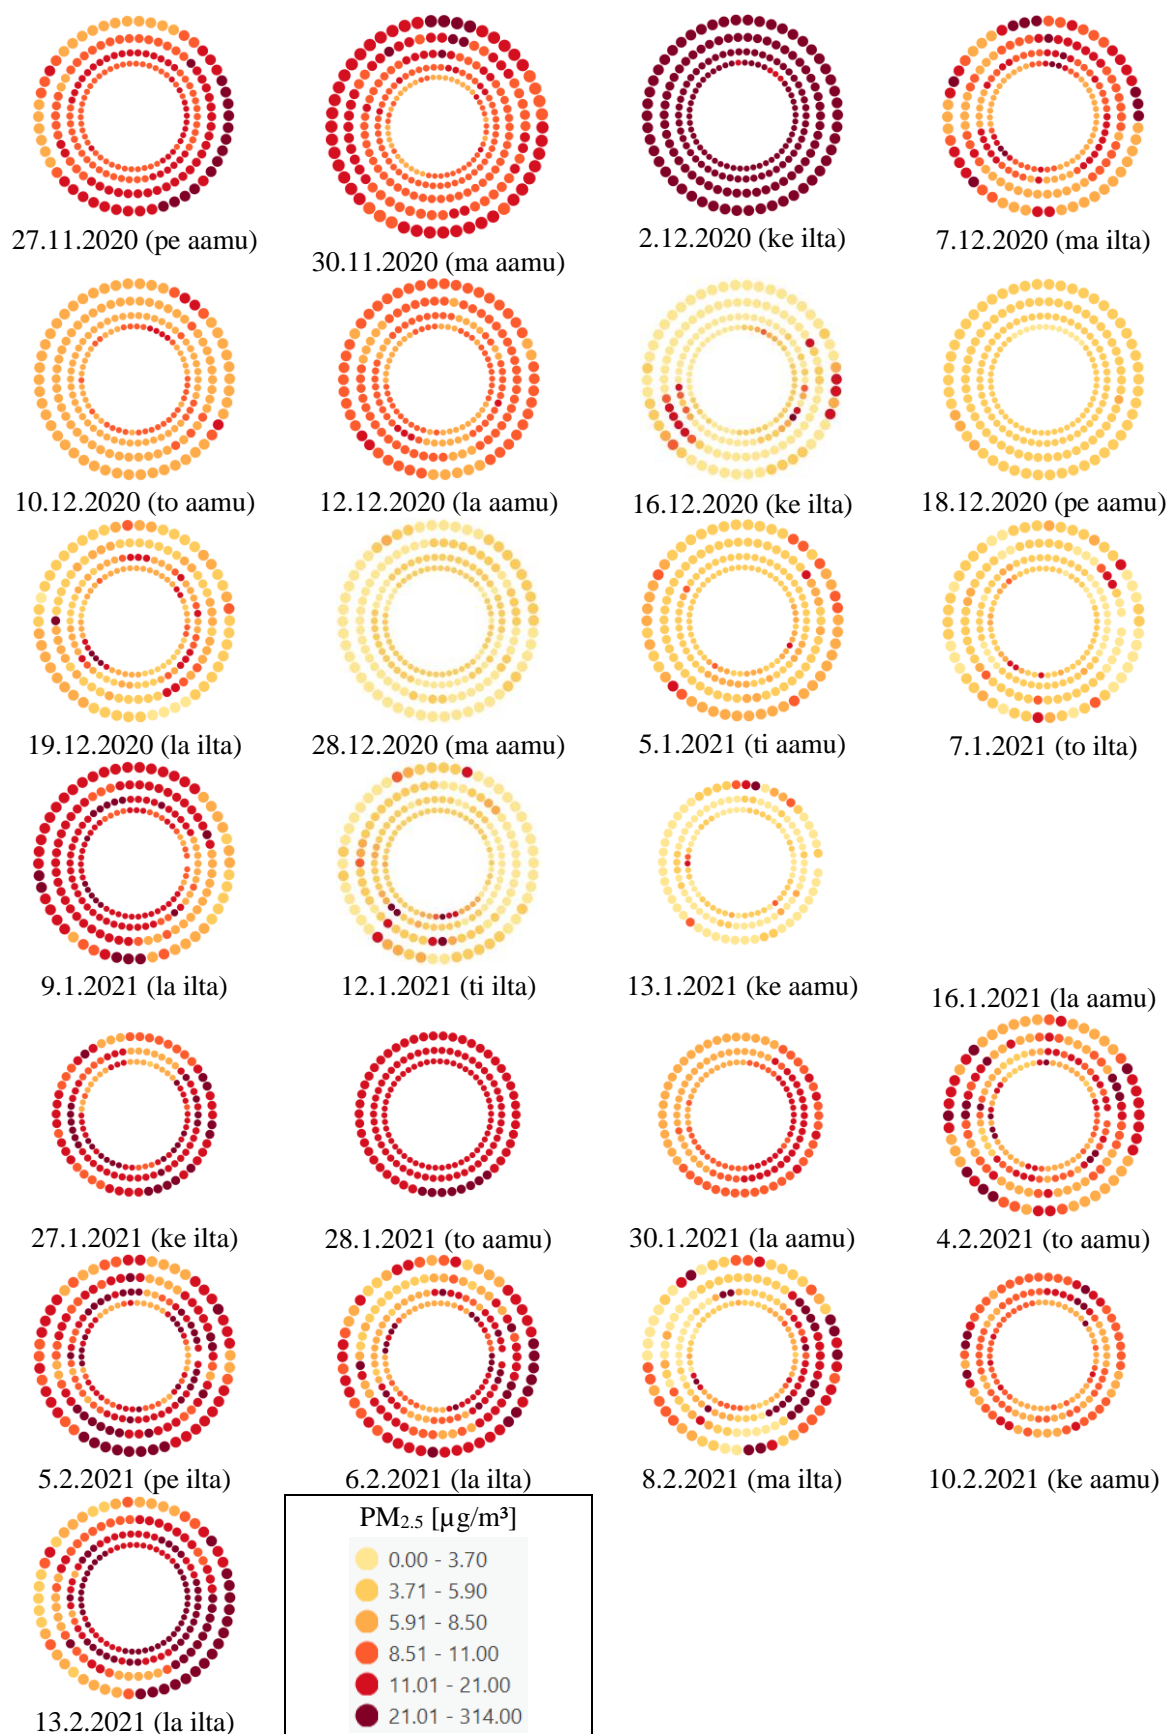 27.11.2020 (pe aamu)
30.11.2020 (ma aamu)
2.12.2020 (ke ilta)
7.12.2020 (ma ilta)
10.12.2020 (to aamu)
12.12.2020 (la aamu)
16.12.2020 (ke ilta)
18.12.2020 (pe aamu)
19.12.2020 (la ilta)
28.12.2020 (ma aamu)
5.1.2021 (ti aamu)
7.1.2021 (to ilta)
9.1.2021 (la ilta)
12.1.2021 (ti ilta)
13.1.2021 (ke aamu)
16.1.2021 (la aamu)
27.1.2021 (ke ilta)
28.1.2021 (to aamu)
30.1.2021 (la aamu)
4.2.2021 (to aamu)
5.2.2021 (pe ilta)
6.2.2021 (la ilta)
8.2.2021 (ma ilta)
10.2.2021 (ke aamu)
13.2.2021 (la ilta)
PM₂.₅ [µg/m³]
0.00 - 3.70
3.71 - 5.90
5.91 - 8.50
8.51 - 11.00
11.01 - 21.00
21.01 - 314.00